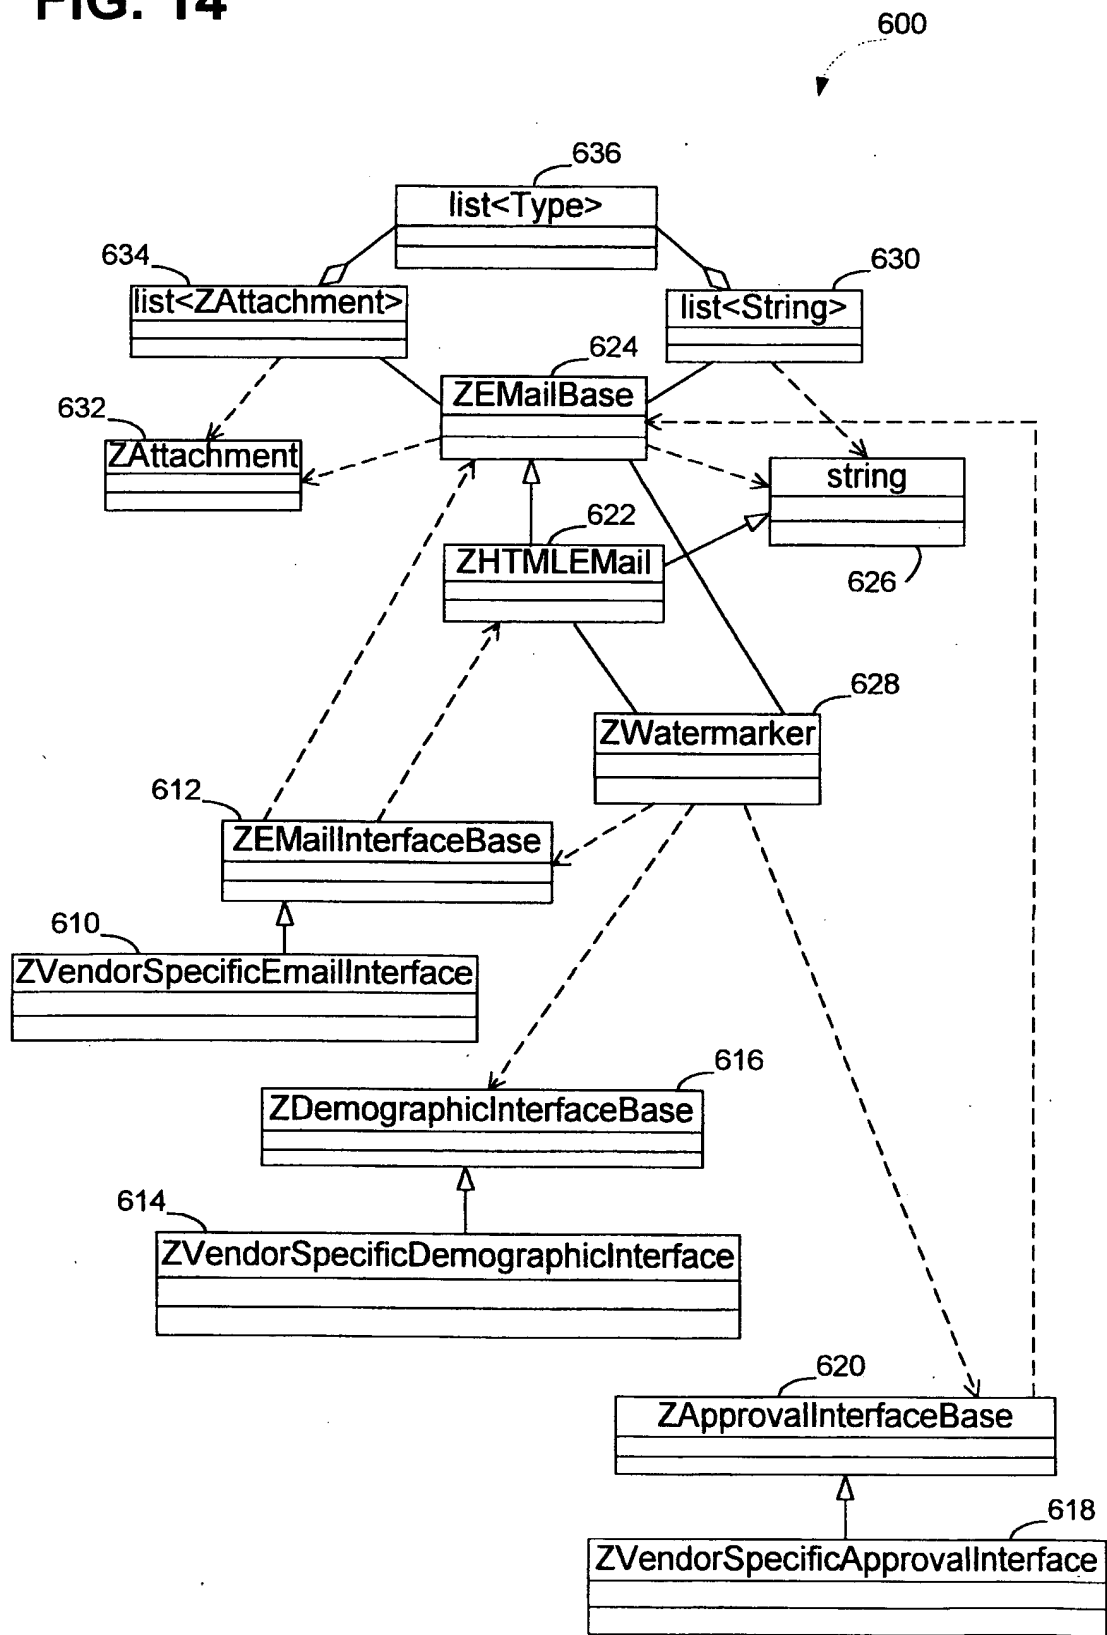 FIG. 14
600
636
list<Type>
634
630
list<ZAttachment>
list<String>
624
ZEMailBase
632
ZAttachment
string
622
ZHTMLEMail
626
628
ZWatermarker
612
ZEMailInterfaceBase
610
ZVendorSpecificEmailInterface
616
ZDemographicInterfaceBase
614
ZVendorSpecificDemographicInterface
620
ZApprovalInterfaceBase
618
ZVendorSpecificApprovalInterface